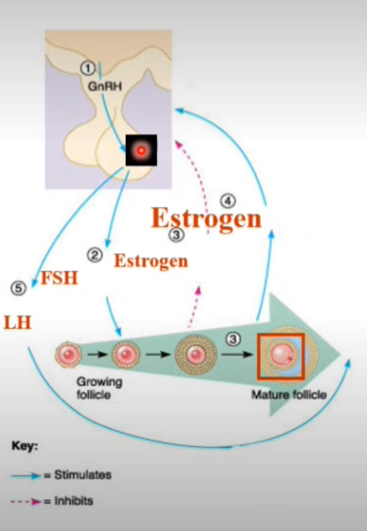 ①
GnRH
④
Estrogen
③
② Estrogen
FSH
⑤
LH
③
Growing
follicle
Mature follicle
Key:
= Stimulates
= Inhibits